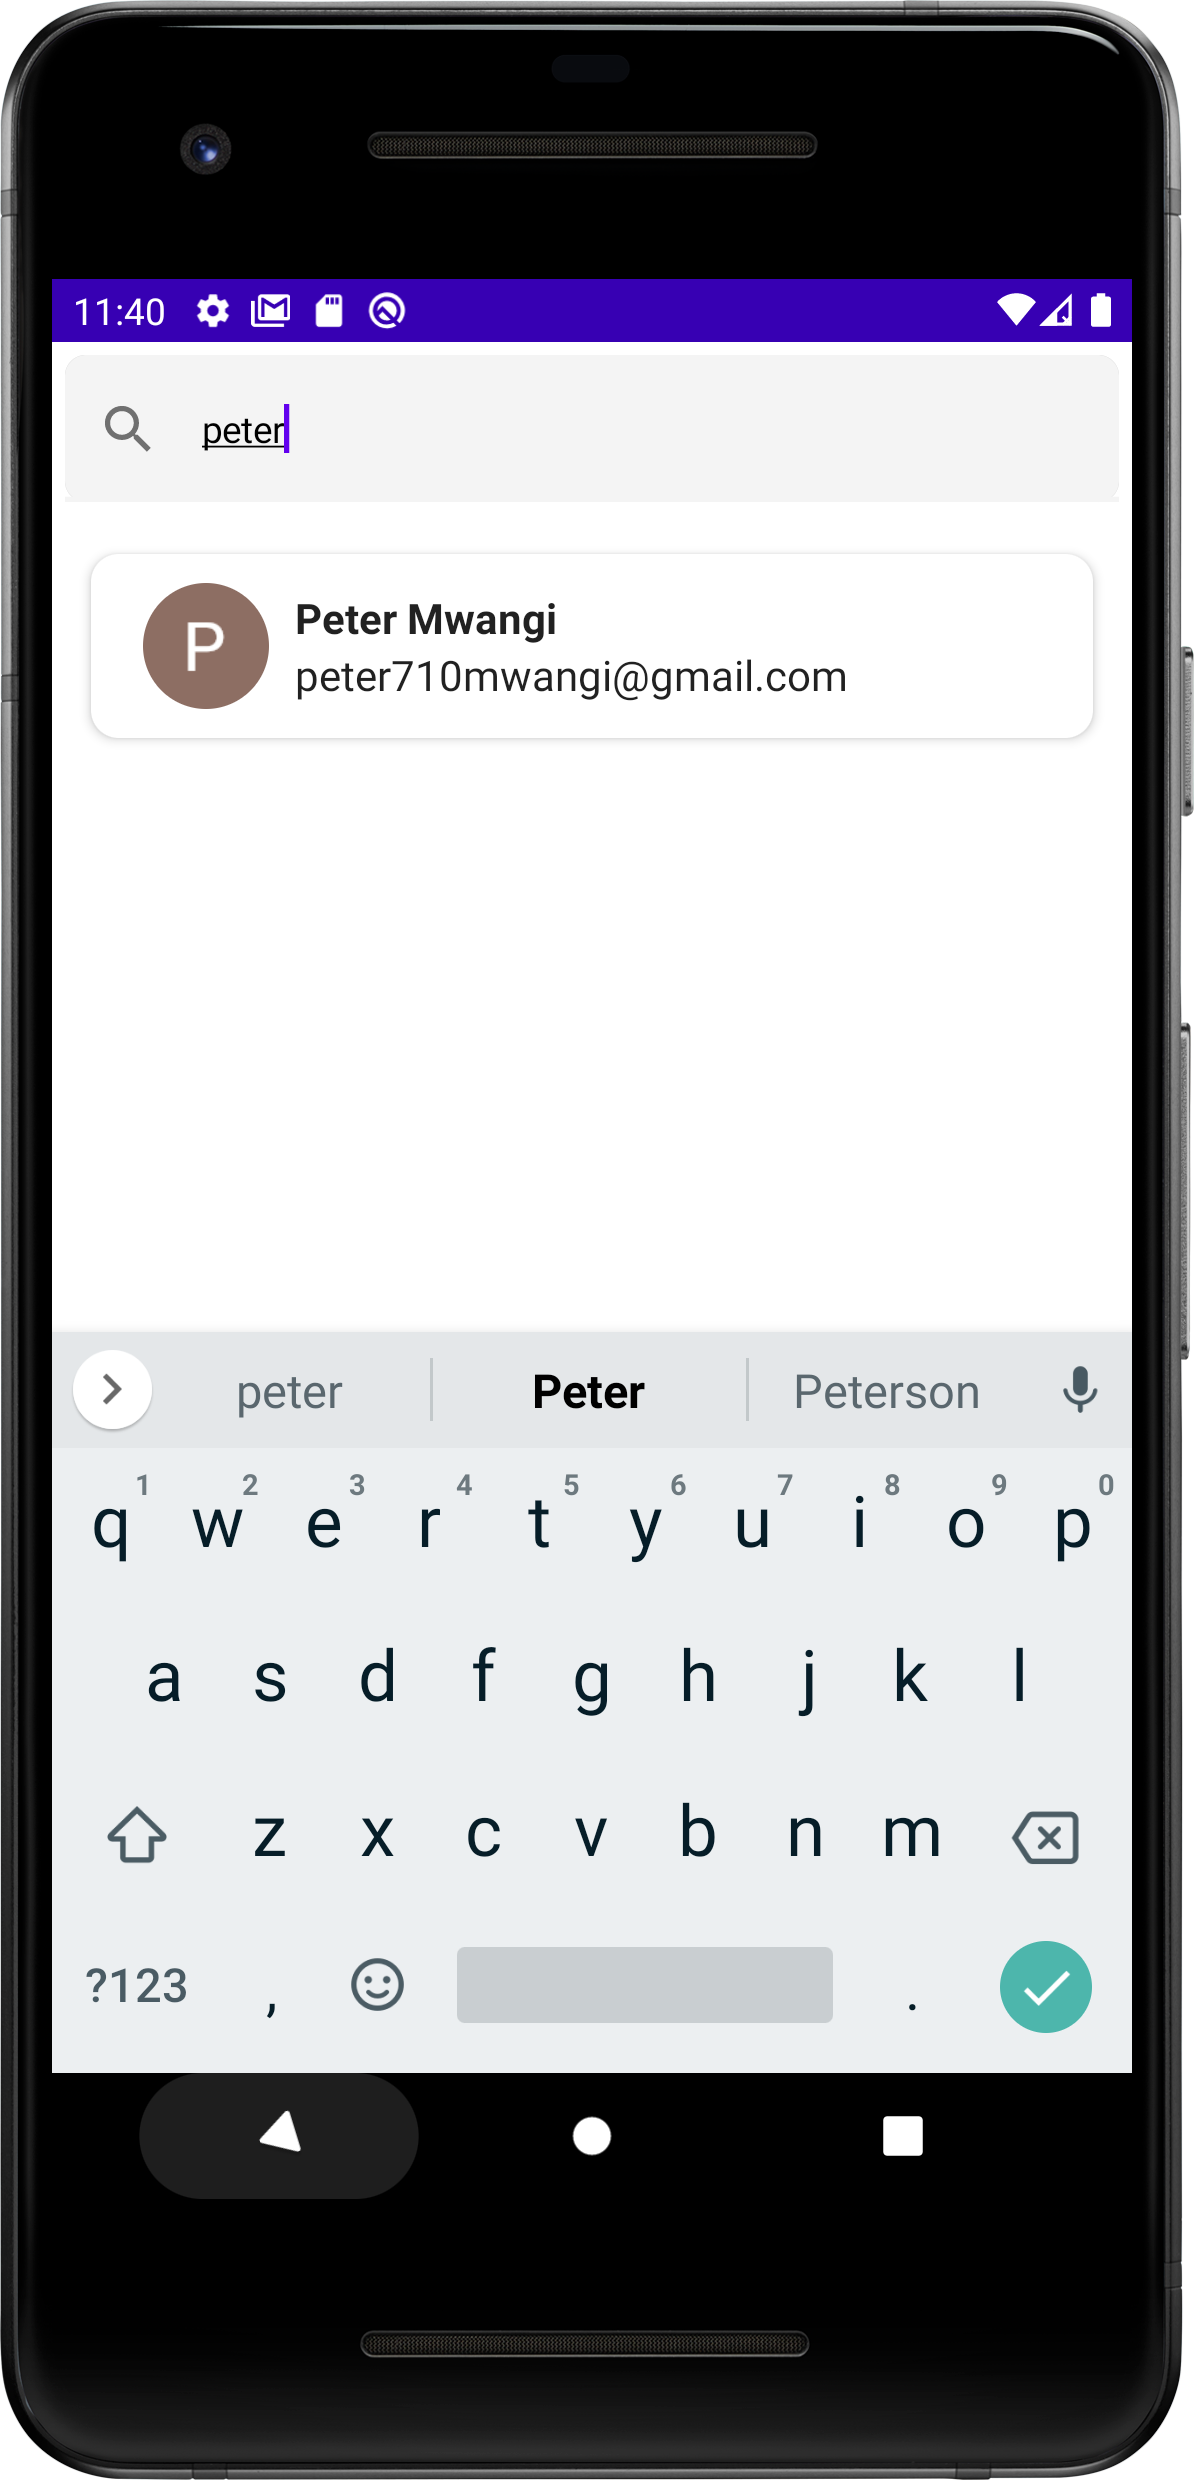 11:40
peter
P
Peter Mwangi
peter710mwangi@gmail.com
peter Peter Peterson
1 2 3 4 5 6 7 8 9 0
q w e r t y u i o p
a s d f g h j k l
z x c v b n m
?123 , .